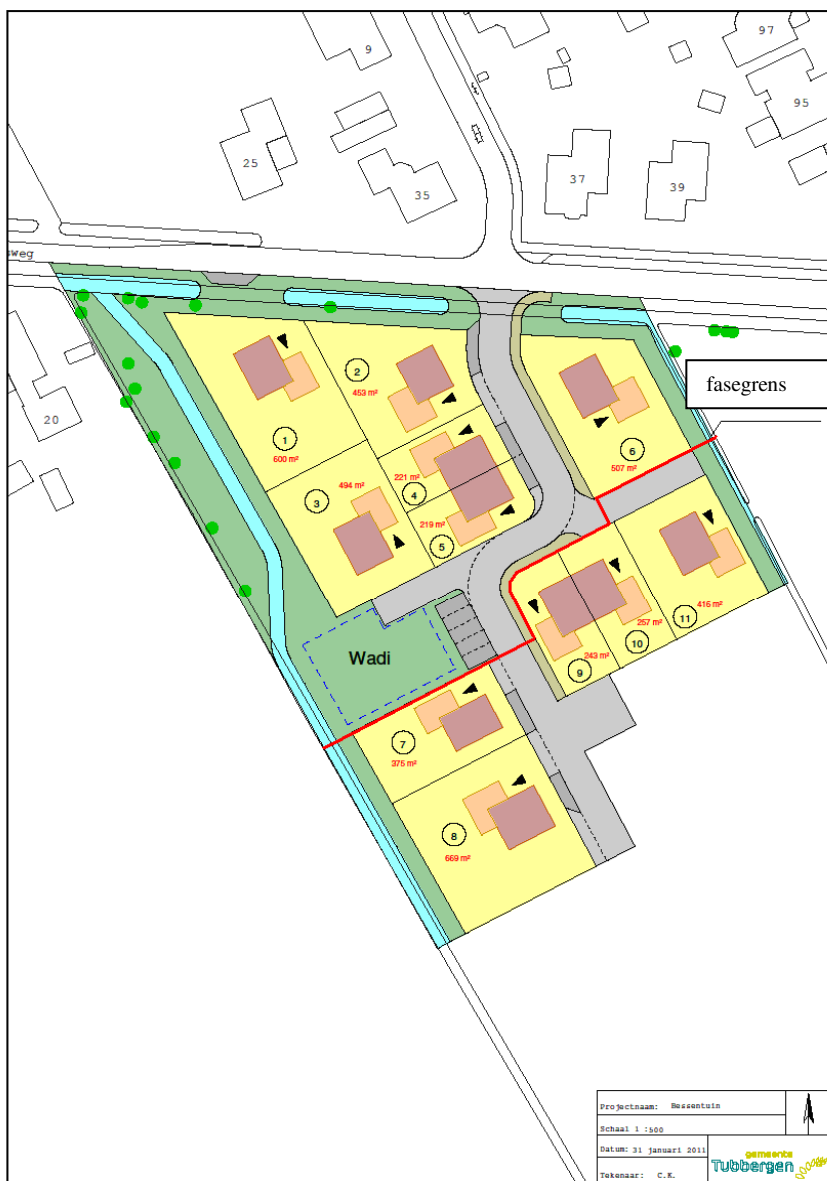 9
97
95
25
35
37
39
sweg
20
fasegrens
1
600 m²
2
453 m²
3
494 m²
4
221 m²
5
219 m²
6
507 m²
7
375 m²
8
669 m²
9
243 m²
10
257 m²
11
416 m²
Wadi
Projectnaam: Bessentuin
Schaal 1 :500
Datum: 31 januari 2011
Tekenaar: C.K.
gemeente
Tubbergen